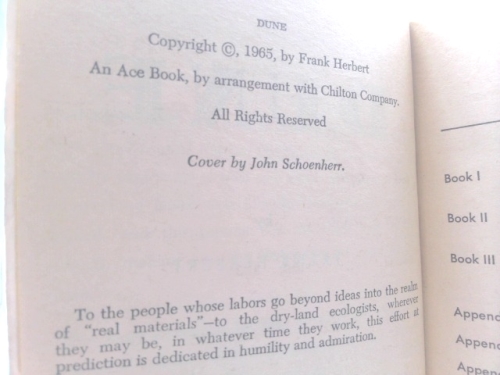 DUNE
Copyright ©, 1965, by Frank Herbert
An Ace Book, by arrangement with Chilton Company.
All Rights Reserved
Cover by John Schoenherr.
To the people whose labors go beyond ideas into the realm
of "real materials"—to the dry-land ecologists, wherever
they may be, in whatever time they work, this effort at
prediction is dedicated in humility and admiration.
Book I
Book II
Book III
Append
Appen
Appen